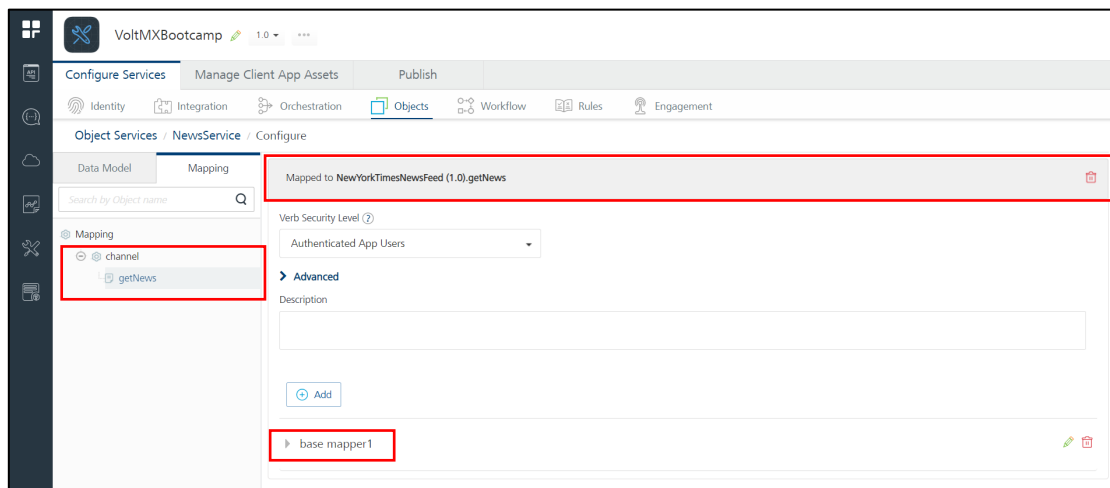 VoltMXBootcamp 1.0
Configure Services Manage Client App Assets Publish
API
Identity Integration Orchestration Objects Workflow Rules Engagement
Object Services / NewsService / Configure
Data Model Mapping
Search by Object name
Mapping
channel
getNews
Mapped to NewYorkTimesNewsFeed (1.0).getNews
Verb Security Level ?
Authenticated App Users
Advanced
Description
Add
base mapper1